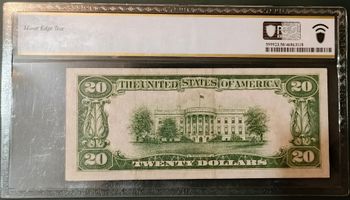 Minor Edge Tear
20 THE UNITED STATES OF AMERICA 20
20 TWENTY DOLLARS 20